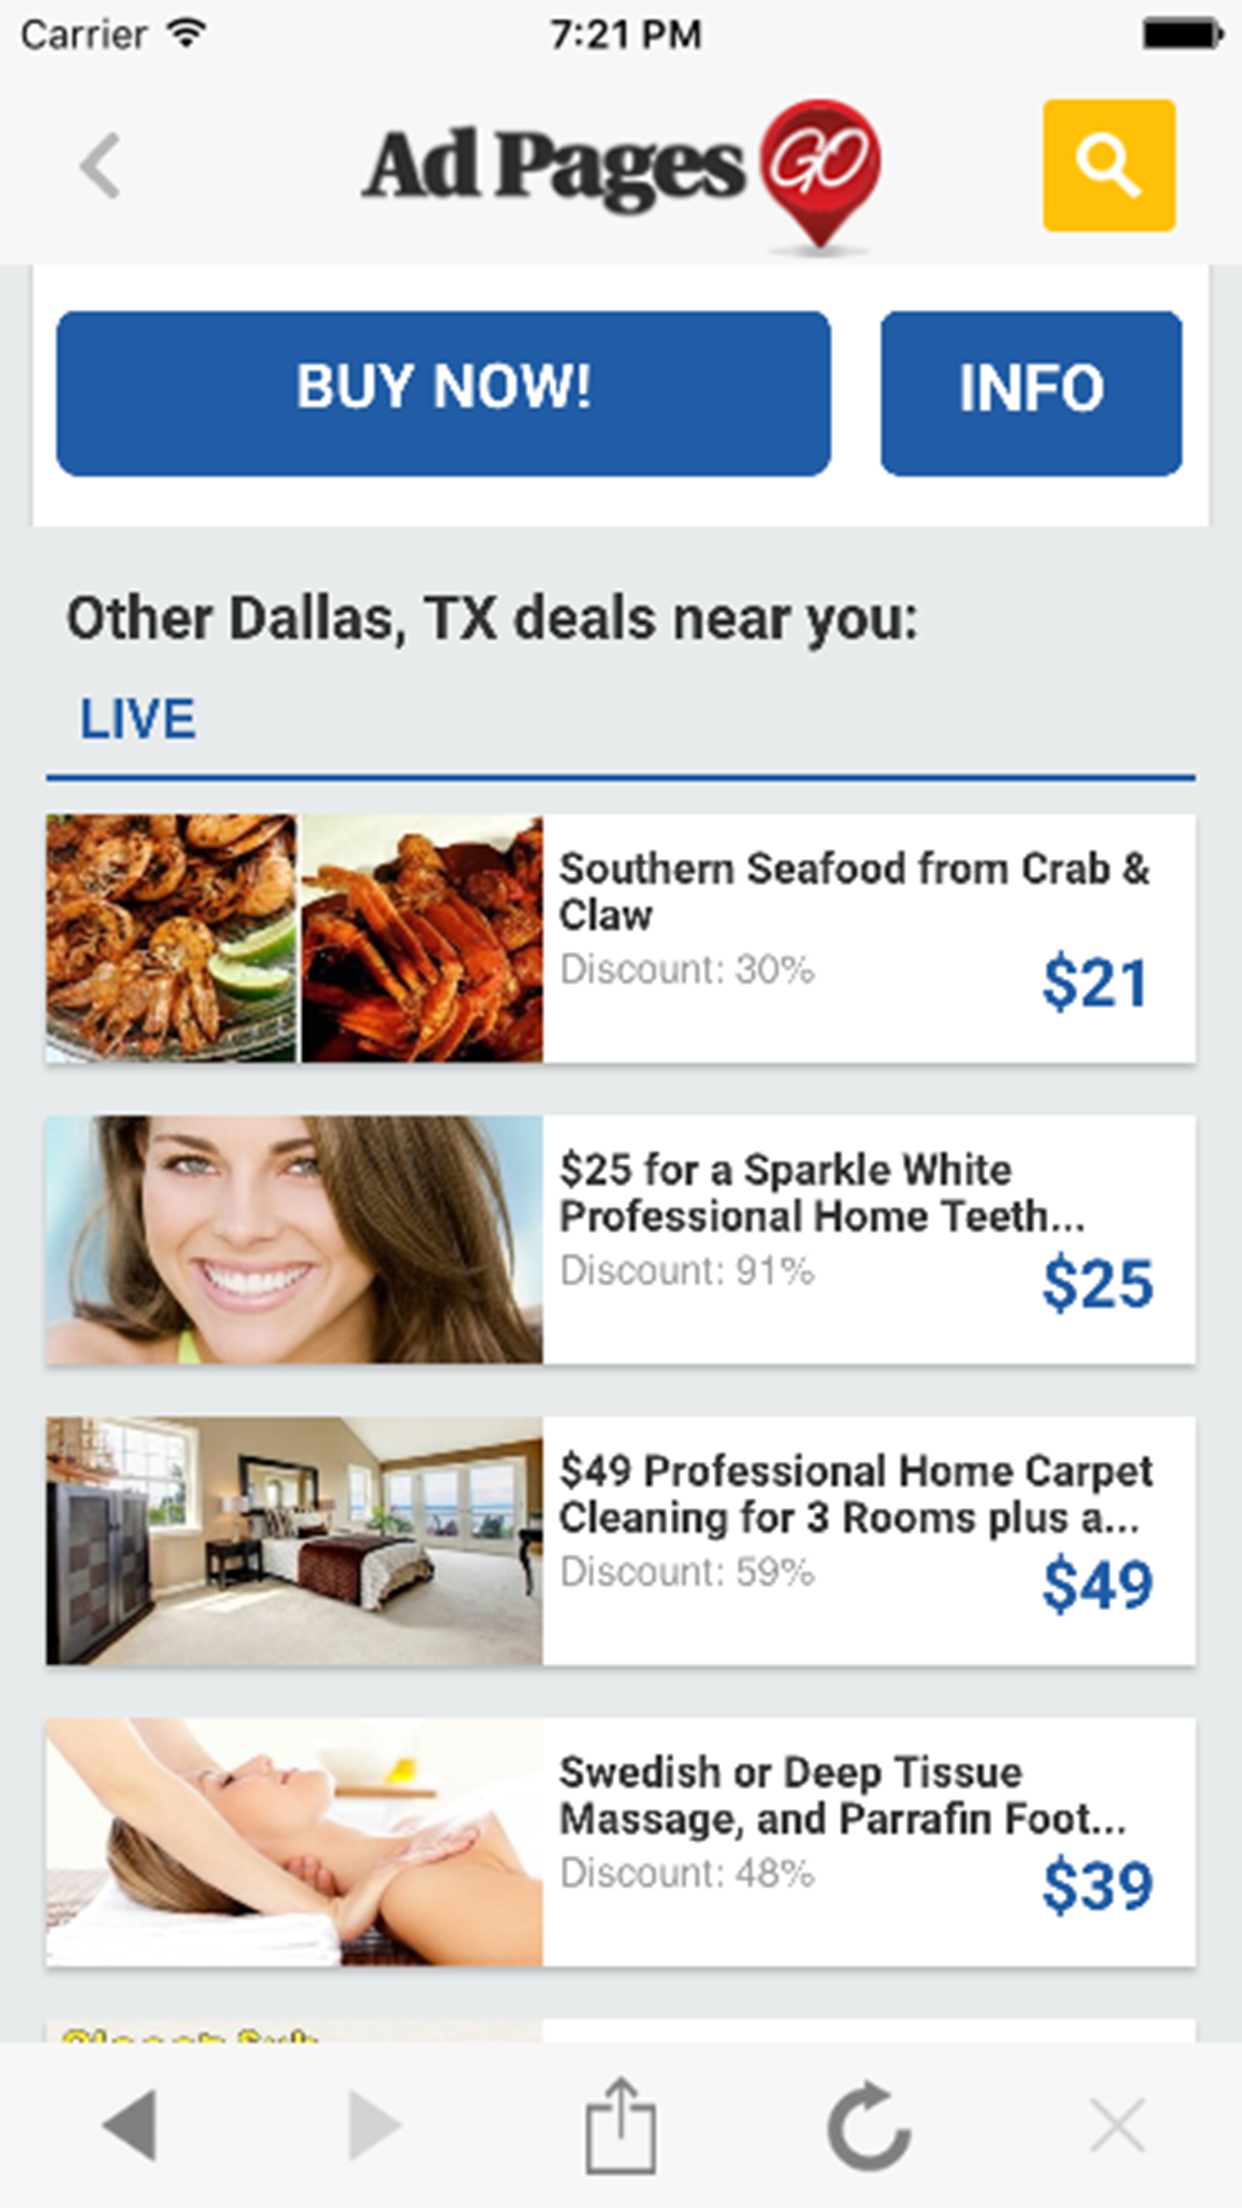 Carrier
7:21 PM
Ad Pages GO
BUY NOW!
INFO
Other Dallas, TX deals near you:
LIVE
Southern Seafood from Crab &
Claw
Discount: 30%
$21
$25 for a Sparkle White
Professional Home Teeth...
Discount: 91%
$25
$49 Professional Home Carpet
Cleaning for 3 Rooms plus a...
Discount: 59%
$49
Swedish or Deep Tissue
Massage, and Parrafin Foot...
Discount: 48%
$39